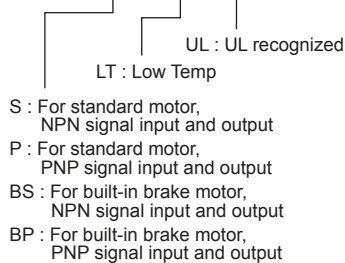 UL : UL recognized
LT : Low Temp
S : For standard motor,
NPN signal input and output
P : For standard motor,
PNP signal input and output
BS : For built-in brake motor,
NPN signal input and output
BP : For built-in brake motor,
PNP signal input and output